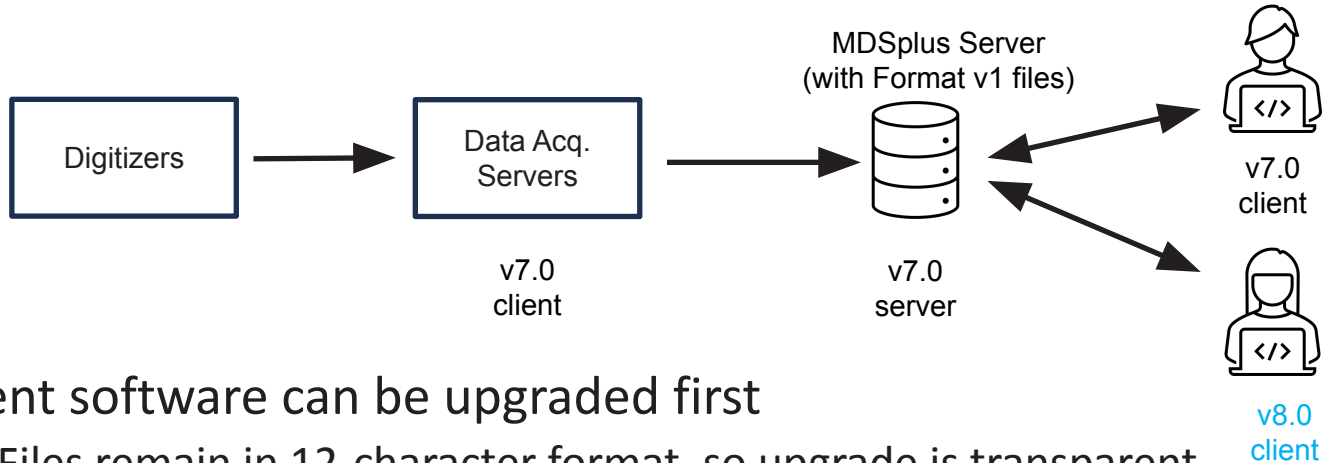 MDSplus Server
(with Format v1 files)
Digitizers
Data Acq.
Servers
</>
v7.0
client
v7.0
client
v7.0
server
</>
v8.0
client
ent software can be upgraded first
Files remain in 12-character format, so upgrade is transparent